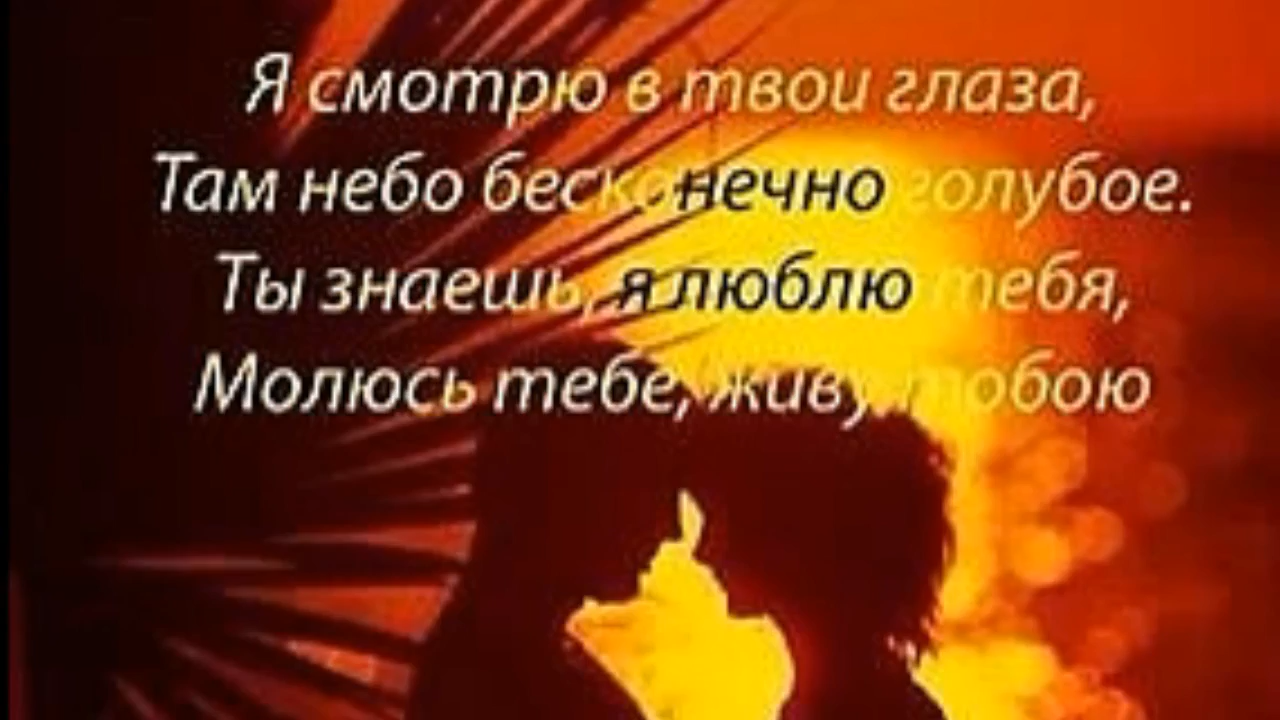 Я смотрю в твои глаза,
Там небо бесконечно голубое.
Ты знаешь, я люблю тебя,
Молюсь тебе, живу тобою